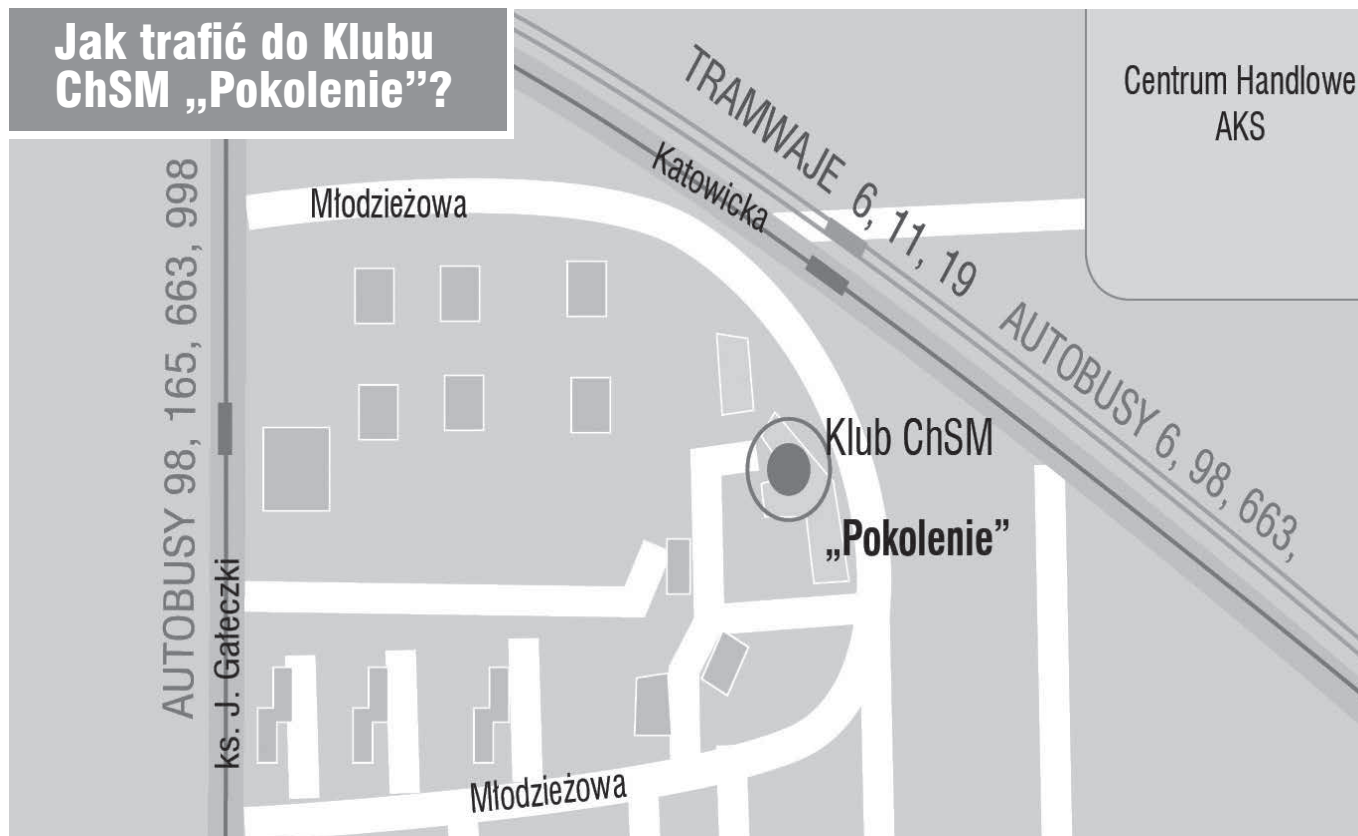 Jak trafić do Klubu
ChSM „Pokolenie”?
TRAMWAJE 6, 11, 19
Centrum Handlowe
AKS
Katowicka
Młodzieżowa
AUTOBUSY 98, 165, 663, 998
AUTOBUSY 6, 98, 663,
Klub ChSM
„Pokolenie”
ks. J. Gałeczki
Młodzieżowa